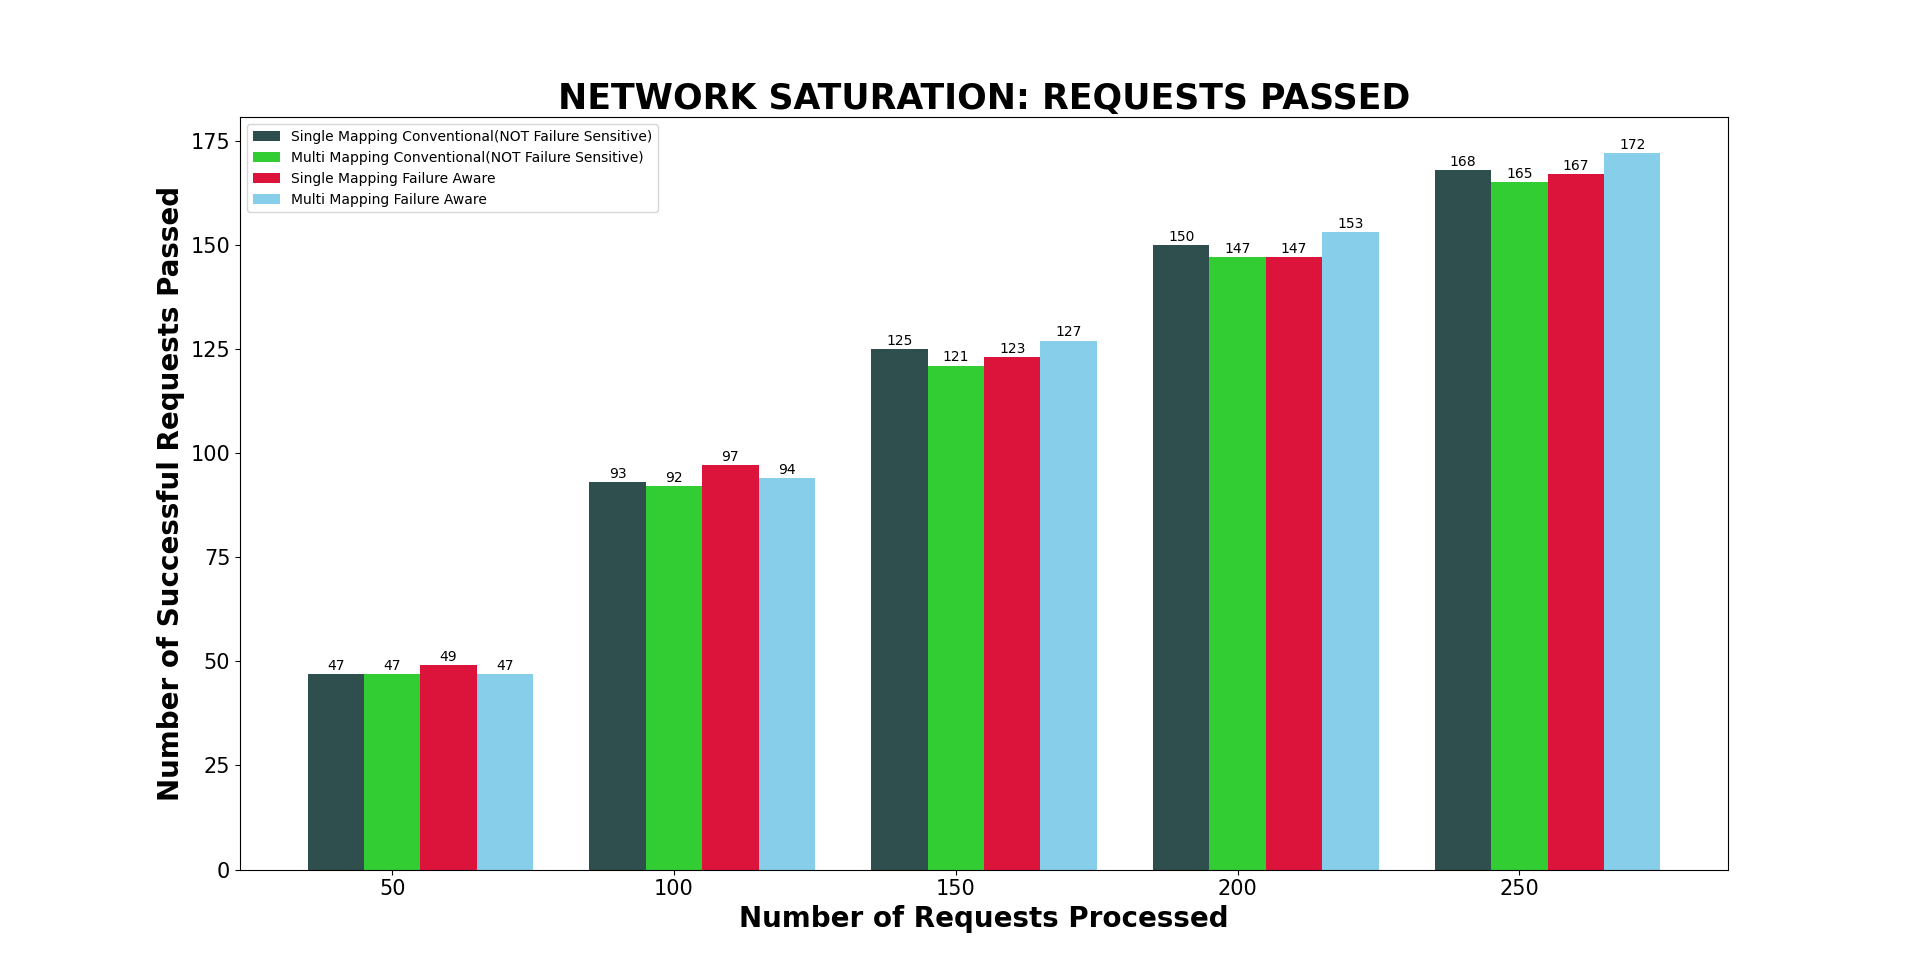 NETWORK SATURATION: REQUESTS PASSED
Single Mapping Conventional(NOT Failure Sensitive)
Multi Mapping Conventional(NOT Failure Sensitive)
Single Mapping Failure Aware
Multi Mapping Failure Aware
Number of Successful Requests Passed
175
150
125
100
75
50
25
0
47 47 49 47
93 92 97 94
125 121 123 127
150 147 147 153
168 165 167 172
50 100 150 200 250
Number of Requests Processed